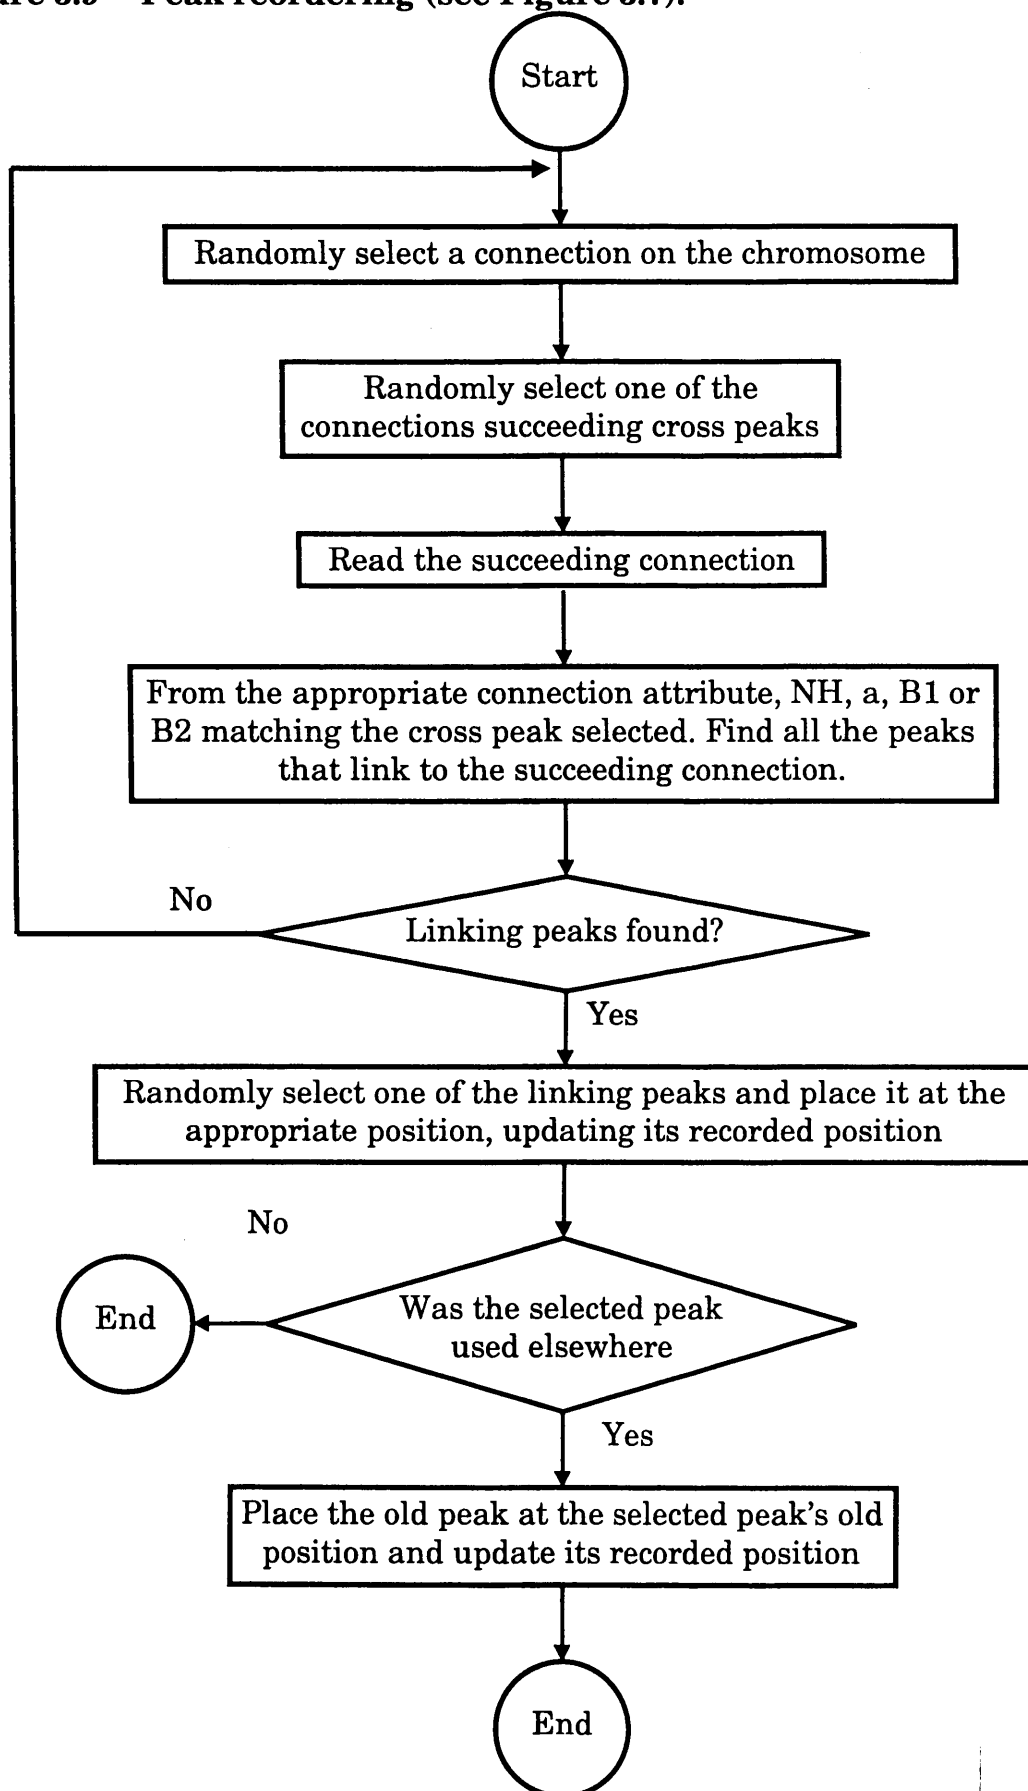 Peak reordering (see Figure
Start
Randomly select a connection on the chromosome
Randomly select one of the
connections succeeding cross peaks
Read the succeeding connection
From the appropriate connection attribute, NH, a, B1 or
B2 matching the cross peak selected. Find all the peaks
that link to the succeeding connection.
No
Linking peaks found?
Yes
Randomly select one of the linking peaks and place it at the
appropriate position, updating its recorded position
No
Was the selected peak
used elsewhere
End
Yes
Place the old peak at the selected peak's old
position and update its recorded position
End